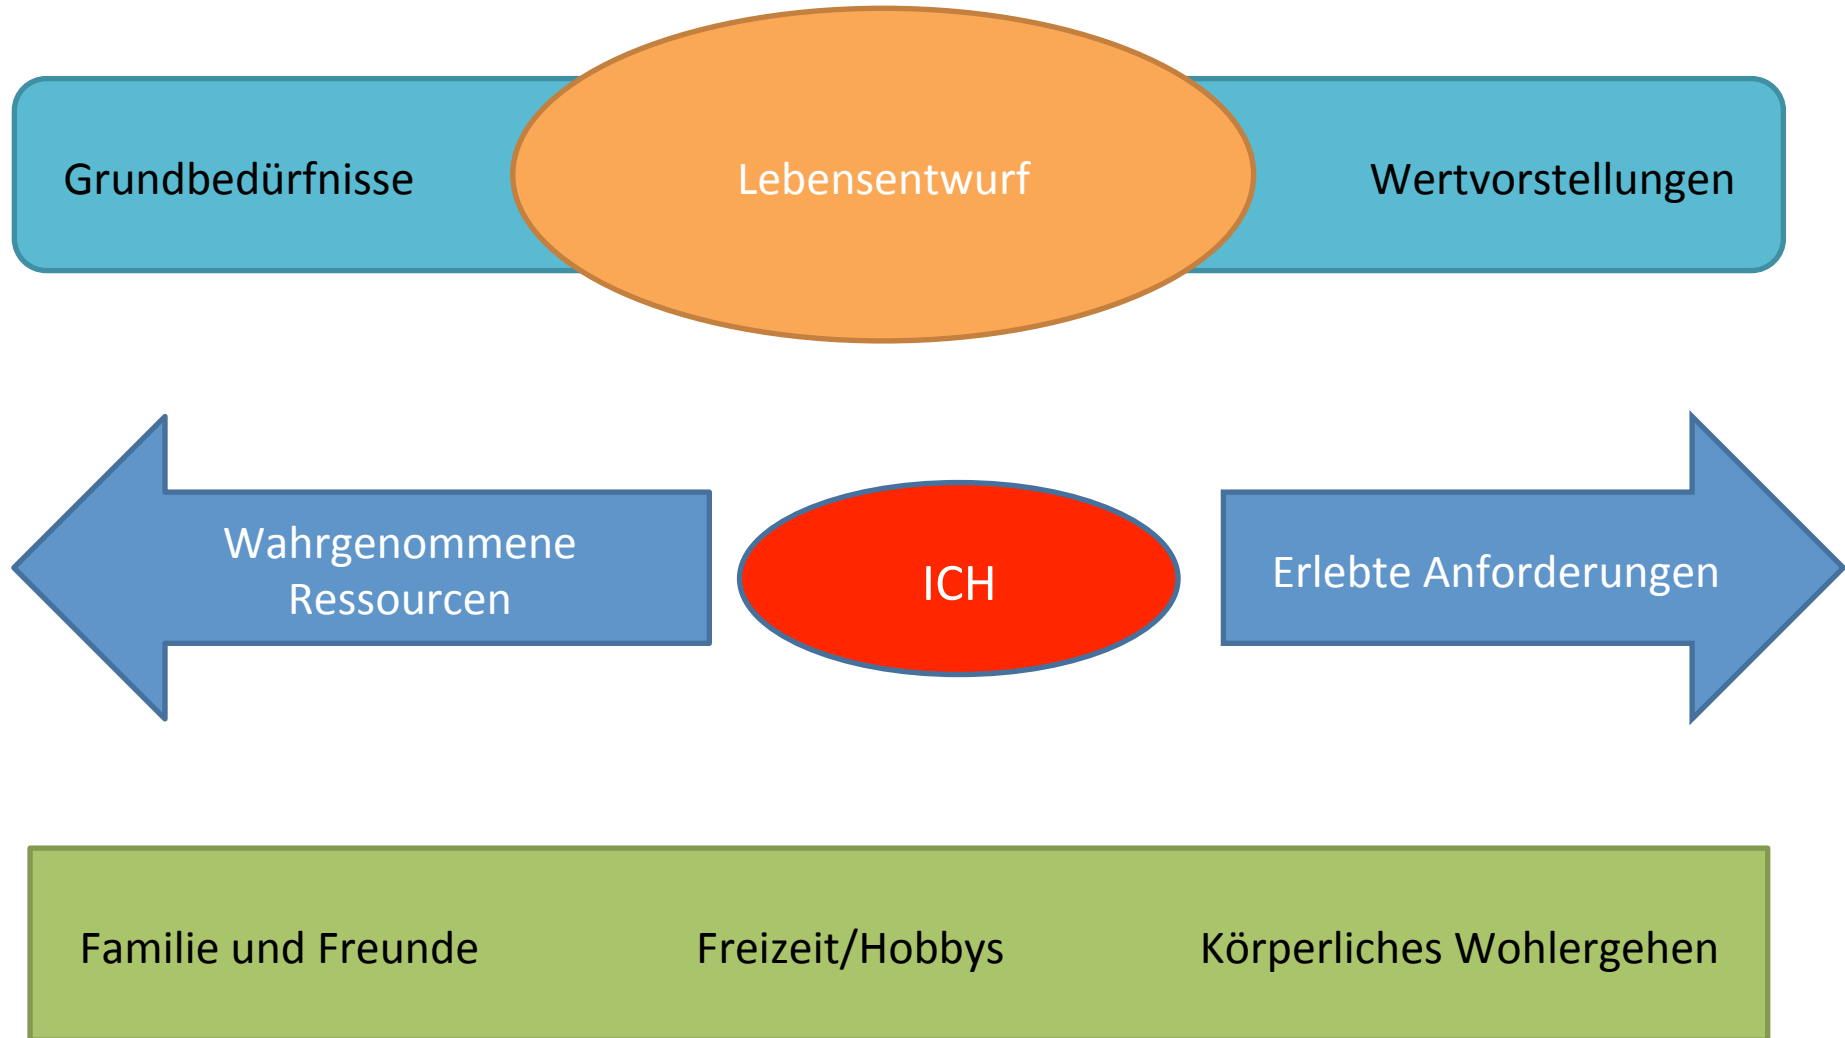 Grundbedürfnisse Lebensentwurf Wertvorstellungen
Wahrgenommene
Ressourcen
ICH
Erlebte Anforderungen
Familie und Freunde Freizeit/Hobbys Körperliches Wohlergehen